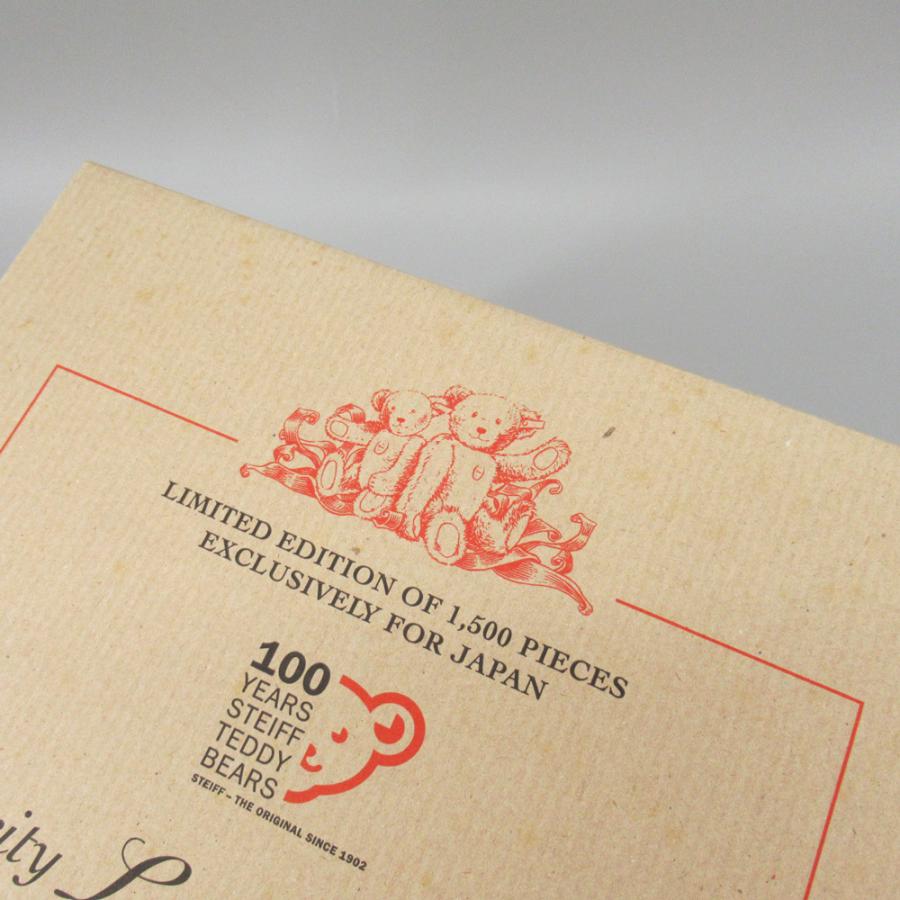 LIMITED EDITION OF 1,500 PIECES
EXCLUSIVELY FOR JAPAN
100
YEARS
STEIFF
TEDDY
BEARS
STEIFF – THE ORIGINAL SINCE 1902